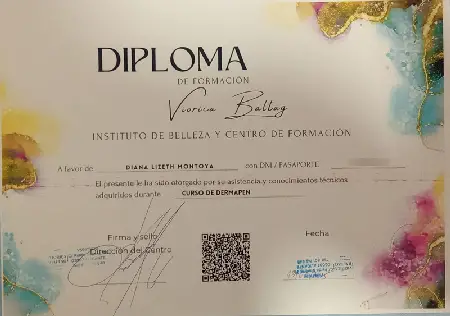 DIPLOMA
DE FORMACIÓN
Viorica Ballag
INSTITUTO DE BELLEZA Y CENTRO DE FORMACIÓN
A favor de DIANA LIZETH MONTOYA con DNI / PASAPORTE
El presente le ha sido otorgado por su asistencia y conocimientos técnicos
adquiridos durante CURSO DE DERMAPEN
Firma y sello Fecha
Dirección del Centro